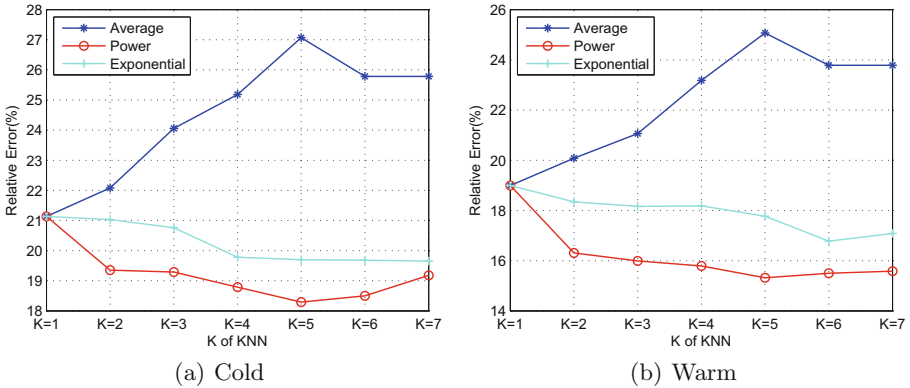 28
27
26
25
24
23
22
21
20
19
18
Relative Error(%)
Average
Power
Exponential
K=1 K=2 K=3 K=4 K=5 K=6 K=7
K of KNN
(a) Cold
26
24
22
20
18
16
14
Relative Error(%)
Average
Power
Exponential
K=1 K=2 K=3 K=4 K=5 K=6 K=7
K of KNN
(b) Warm